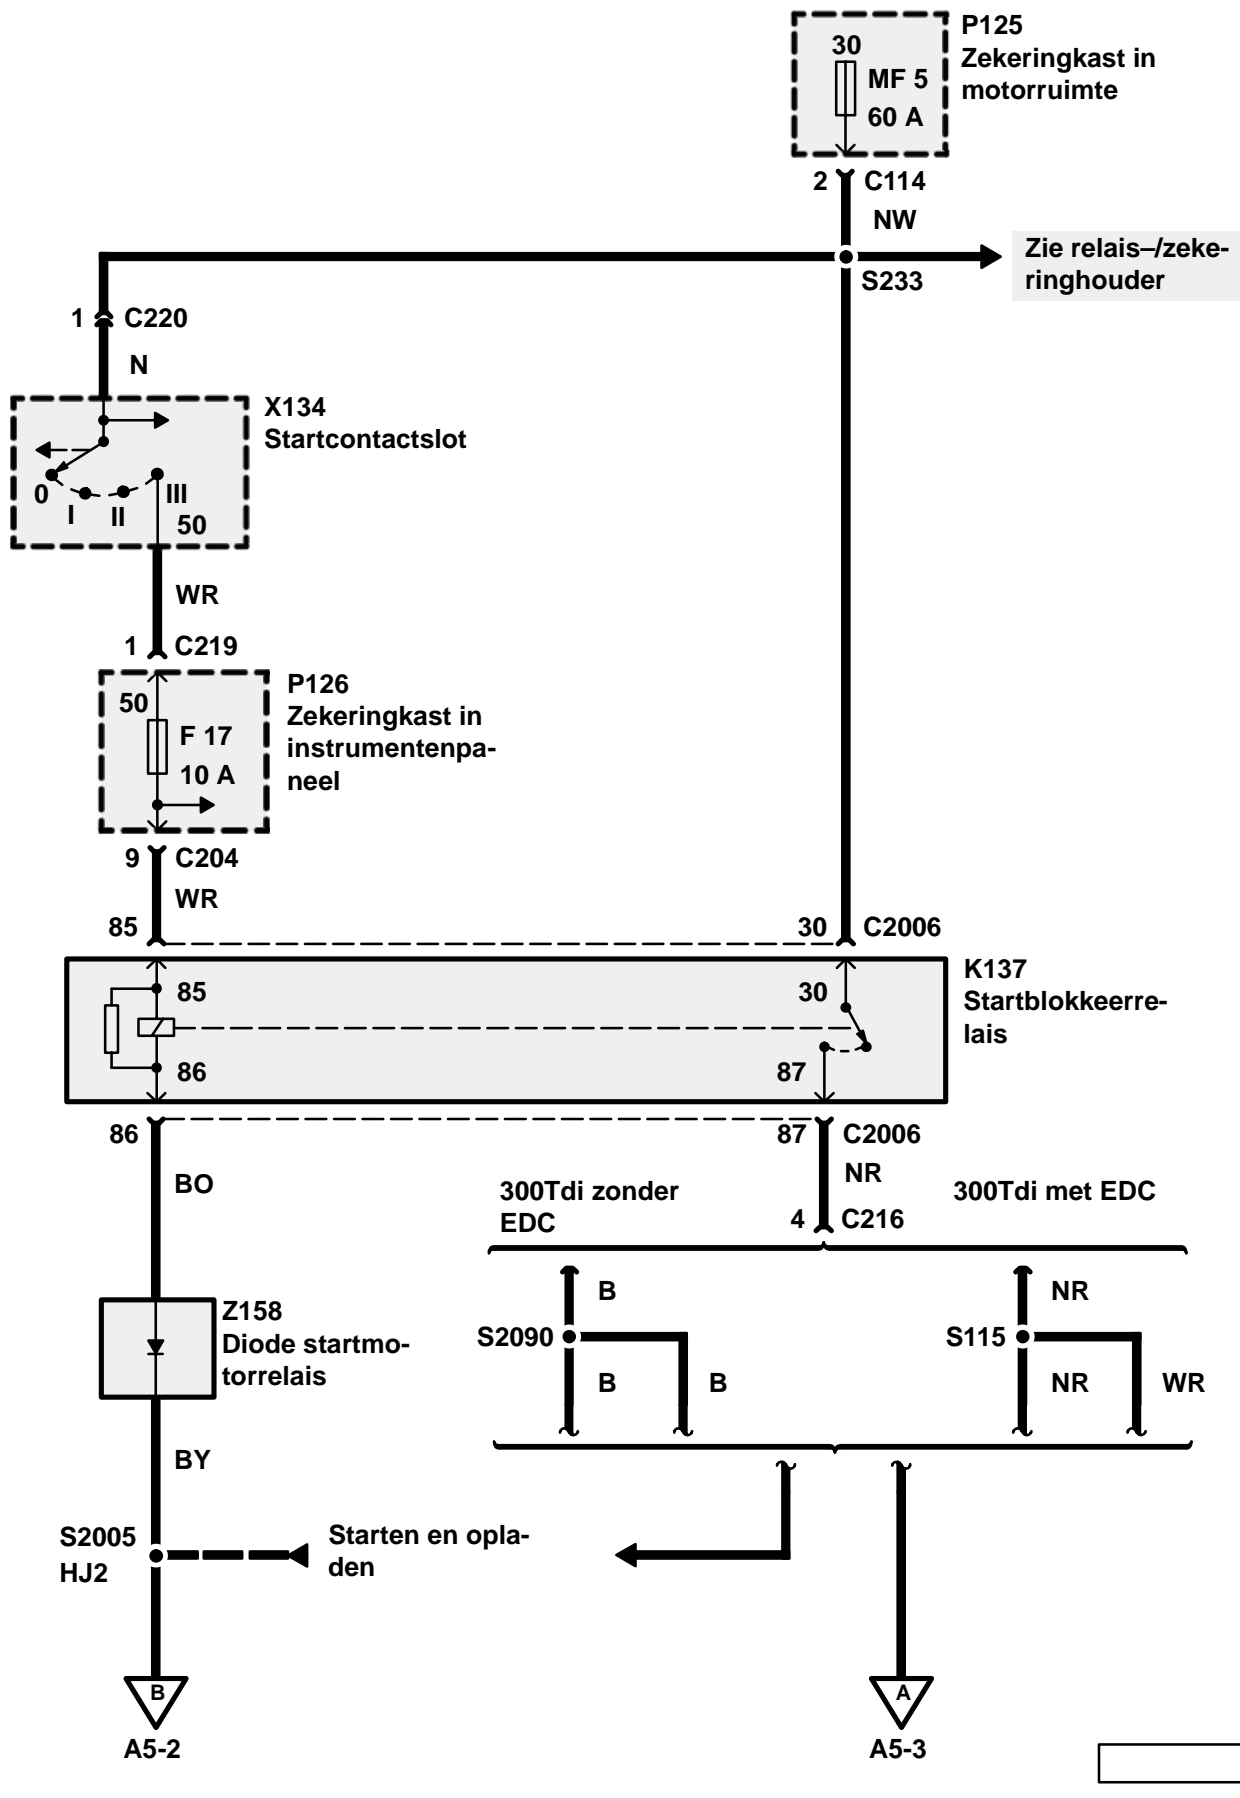 P125
Zekeringkast in
motorruimte
30
MF 5
60 A
2
C114
NW
Zie relais–/zeke-
ringhouder
S233
1
C220
N
X134
Startcontactslot
0
I
II
III
50
WR
1
C219
P126
Zekeringkast in
instrumentenpa-
neel
50
F 17
10 A
9
C204
WR
85
30
C2006
K137
Startblokkeerre-
lais
85
30
86
87
86
87
C2006
BO
NR
300Tdi zonder
EDC
300Tdi met EDC
4
C216
B
NR
S2090
S115
B
B
NR
WR
Z158
Diode startmo-
torrelais
BY
S2005
HJ2
Starten en opla-
den
B
A
A5-2
A5-3